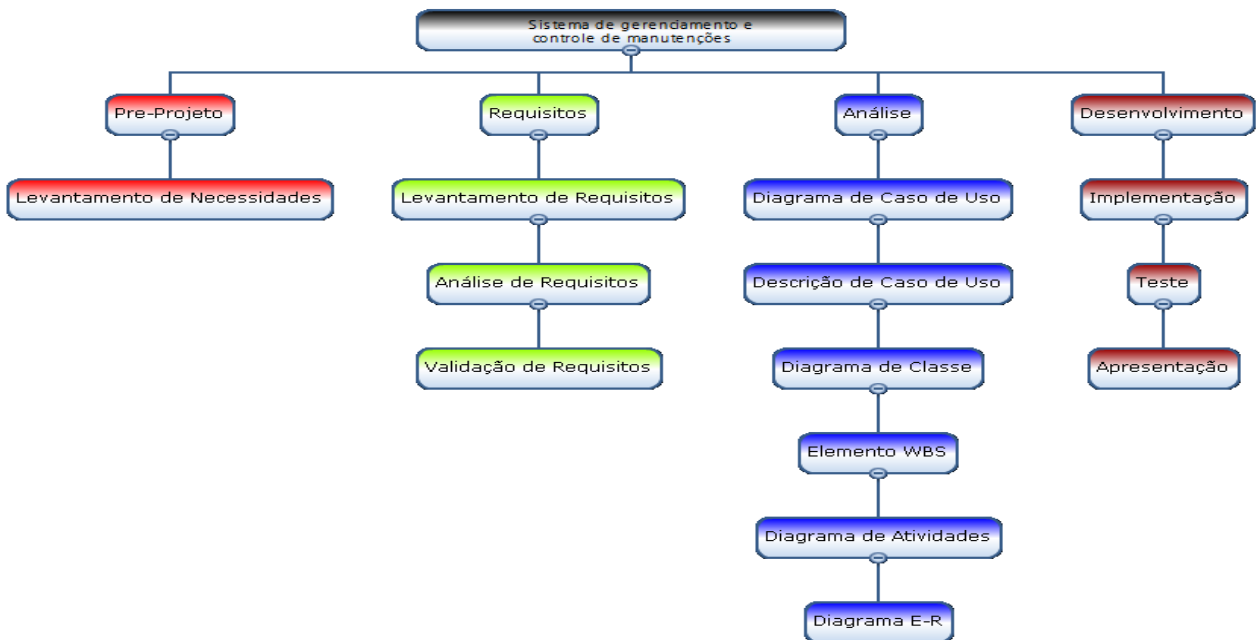 Sistema de gerenciamento e
controle de manutenções
Pre-Projeto
Requisitos
Análise
Desenvolvimento
Levantamento de Necessidades
Levantamento de Requisitos
Diagrama de Caso de Uso
Implementação
Análise de Requisitos
Descrição de Caso de Uso
Teste
Validação de Requisitos
Diagrama de Classe
Apresentação
Elemento WBS
Diagrama de Atividades
Diagrama E-R